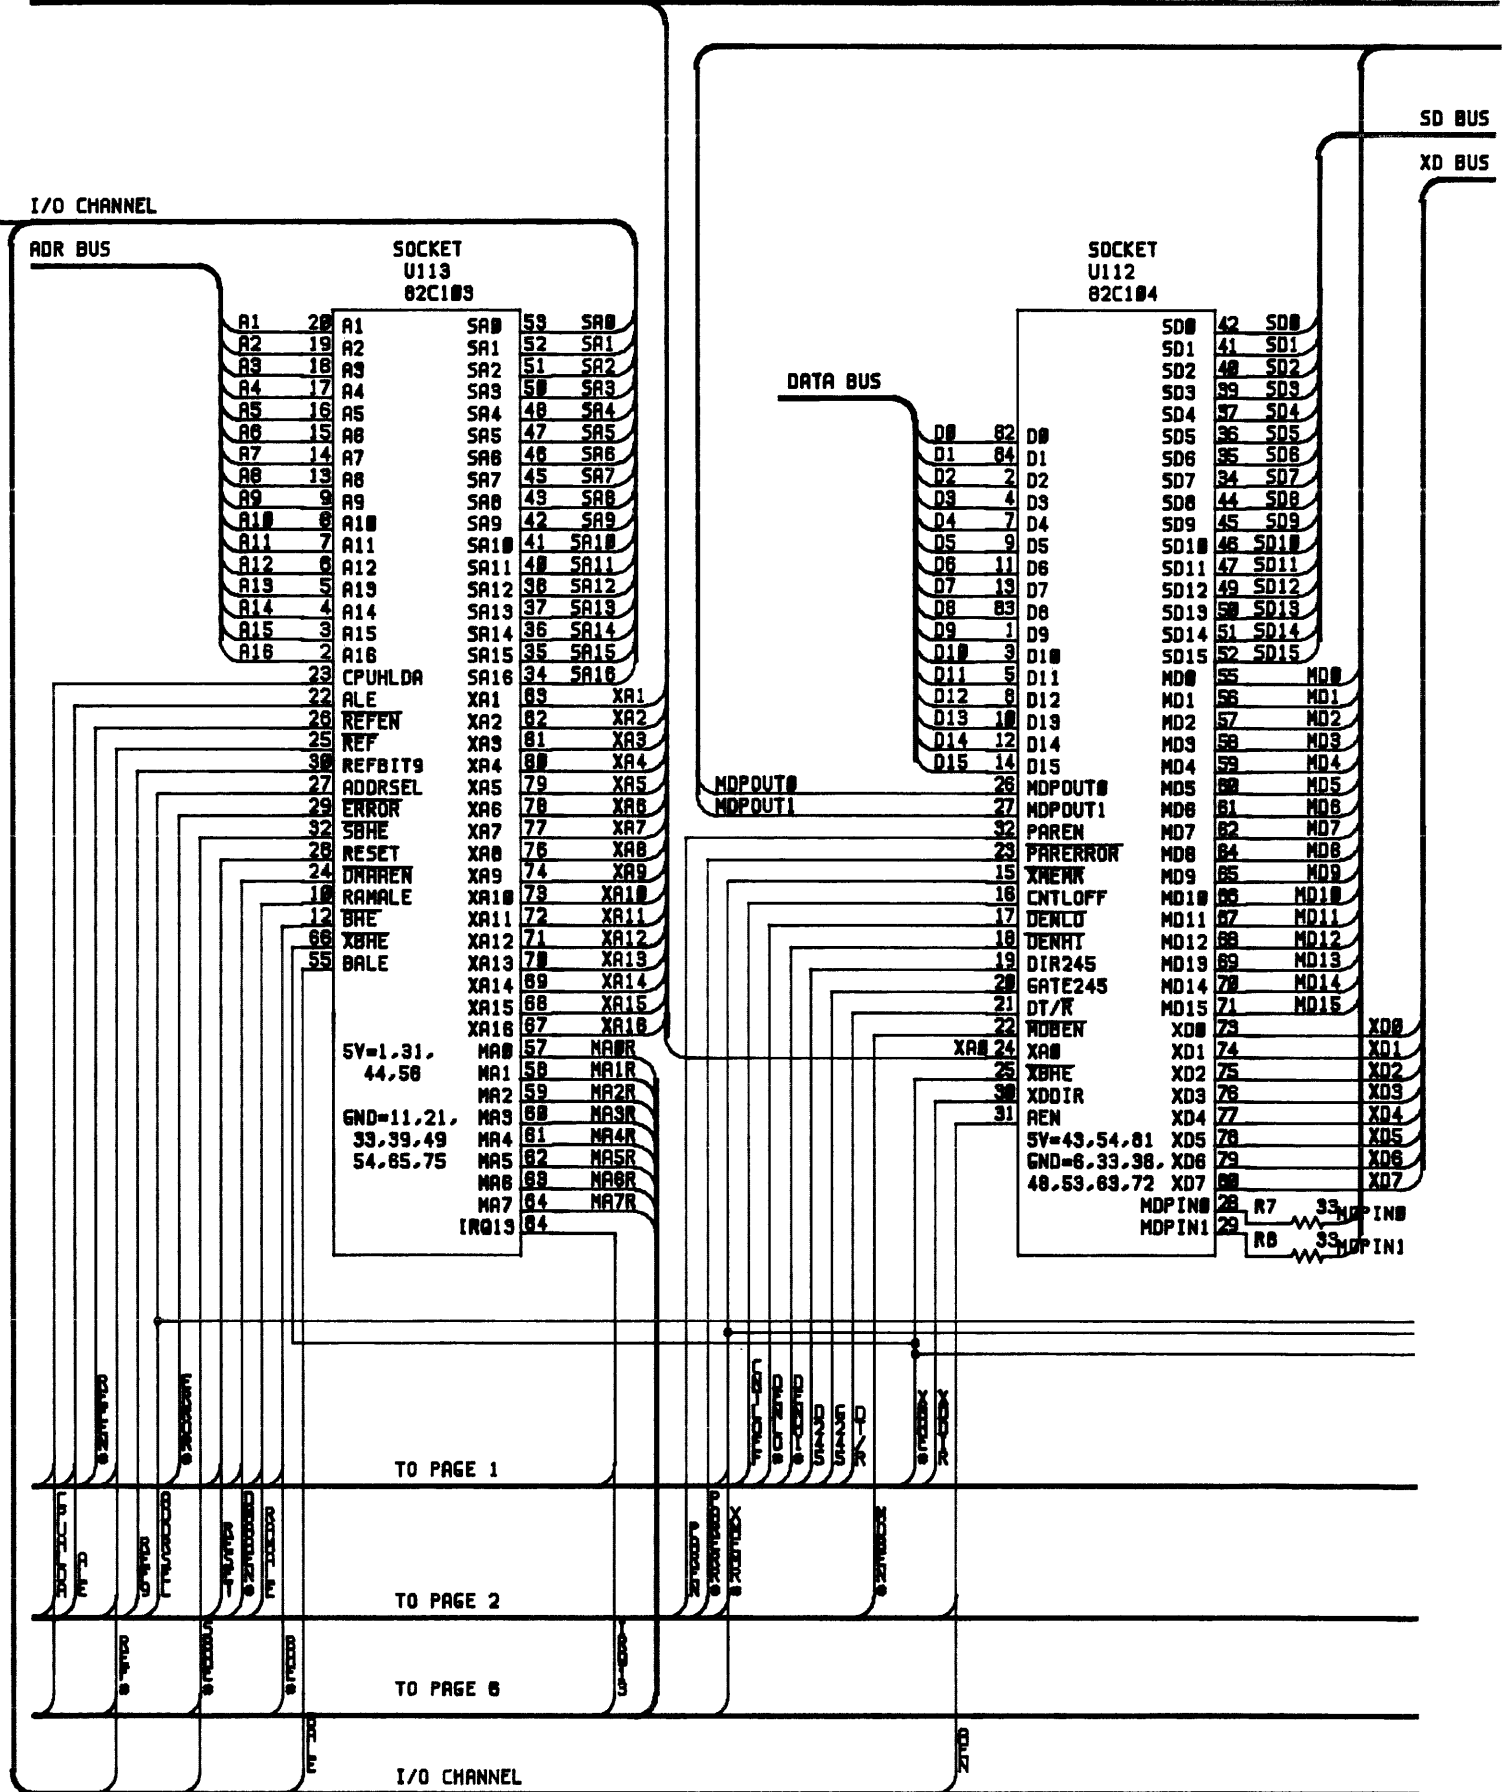 SD BUS
XD BUS
I/O CHANNEL
ADR BUS
SOCKET
U113
82C103
A1 20 A1 SA0 53 SA0
A2 19 A2 SA1 52 SA1
A3 18 A3 SA2 51 SA2
A4 17 A4 SA3 50 SA3
A5 16 A5 SA4 48 SA4
A6 15 A6 SA5 47 SA5
A7 14 A7 SA6 46 SA6
A8 13 A8 SA7 45 SA7
A9 9 A9 SA8 43 SA8
A10 8 A10 SA9 42 SA9
A11 7 A11 SA10 41 SA10
A12 6 A12 SA11 40 SA11
A13 5 A13 SA12 38 SA12
A14 4 A14 SA13 37 SA13
A15 3 A15 SA14 36 SA14
A16 2 A16 SA15 35 SA15
23 CPUHLDA SA16 34 SA16
22 ALE XA1 83 XA1
26 REFEN XA2 82 XA2
25 REF XA3 81 XA3
30 REFBIT9 XA4 80 XA4
27 ADDRSEL XA5 79 XA5
29 ERROR XA6 78 XA6
32 SBHE XA7 77 XA7
28 RESET XA8 76 XA8
24 DMAAEN XA9 74 XA9
10 RAMALE XA10 73 XA10
12 BHE XA11 72 XA11
66 XBHE XA12 71 XA12
55 BALE XA13 70 XA13
XA14 69 XA14
XA15 68 XA15
XA16 67 XA16
5V=1,31, MA0 57 MA0R
44,56 MA1 58 MA1R
MA2 59 MA2R
GND=11,21, MA3 60 MA3R
33,39,49 MA4 61 MA4R
54,65,75 MA5 62 MA5R
MA6 63 MA6R
MA7 64 MA7R
IRQ13 84
SOCKET
U112
82C104
DATA BUS
SD0 42 SD0
SD1 41 SD1
SD2 40 SD2
SD3 39 SD3
SD4 37 SD4
D0 82 D0 SD5 36 SD5
D1 84 D1 SD6 35 SD6
D2 2 D2 SD7 34 SD7
D3 4 D3 SD8 44 SD8
D4 7 D4 SD9 45 SD9
D5 9 D5 SD10 46 SD10
D6 11 D6 SD11 47 SD11
D7 13 D7 SD12 49 SD12
D8 83 D8 SD13 50 SD13
D9 1 D9 SD14 51 SD14
D10 3 D10 SD15 52 SD15
D11 5 D11 MD0 55 MD0
D12 8 D12 MD1 56 MD1
D13 10 D13 MD2 57 MD2
D14 12 D14 MD3 58 MD3
D15 14 D15 MD4 59 MD4
MDPOUT0 26 MDPOUT0 MD5 60 MD5
MDPOUT1 27 MDPOUT1 MD6 61 MD6
32 PAREN MD7 62 MD7
23 PARERROR MD8 64 MD8
15 XMEMR MD9 65 MD9
16 CNTLOFF MD10 66 MD10
17 DENLO MD11 67 MD11
18 DENHI MD12 68 MD12
19 DIR245 MD13 69 MD13
20 GATE245 MD14 70 MD14
21 DT/R MD15 71 MD15
22 MDBEN XD0 73 XD0
XA0 24 XA0 XD1 74 XD1
25 XBHE XD2 75 XD2
30 XDDIR XD3 76 XD3
31 AEN XD4 77 XD4
5V=43,54,81 XD5 78 XD5
GND=6,33,38, XD6 79 XD6
48,53,63,72 XD7 80 XD7
MDPIN0 28 R7 33 MDPIN0
MDPIN1 29 R8 33 MDPIN1
CNTLOFF
DT/R
XDDIR
TO PAGE 1
CPUHLDA
ALE
ADDRSEL
RESET
RAMALE
PAREN
TO PAGE 2
TO PAGE 6
BALE
AEN
I/O CHANNEL